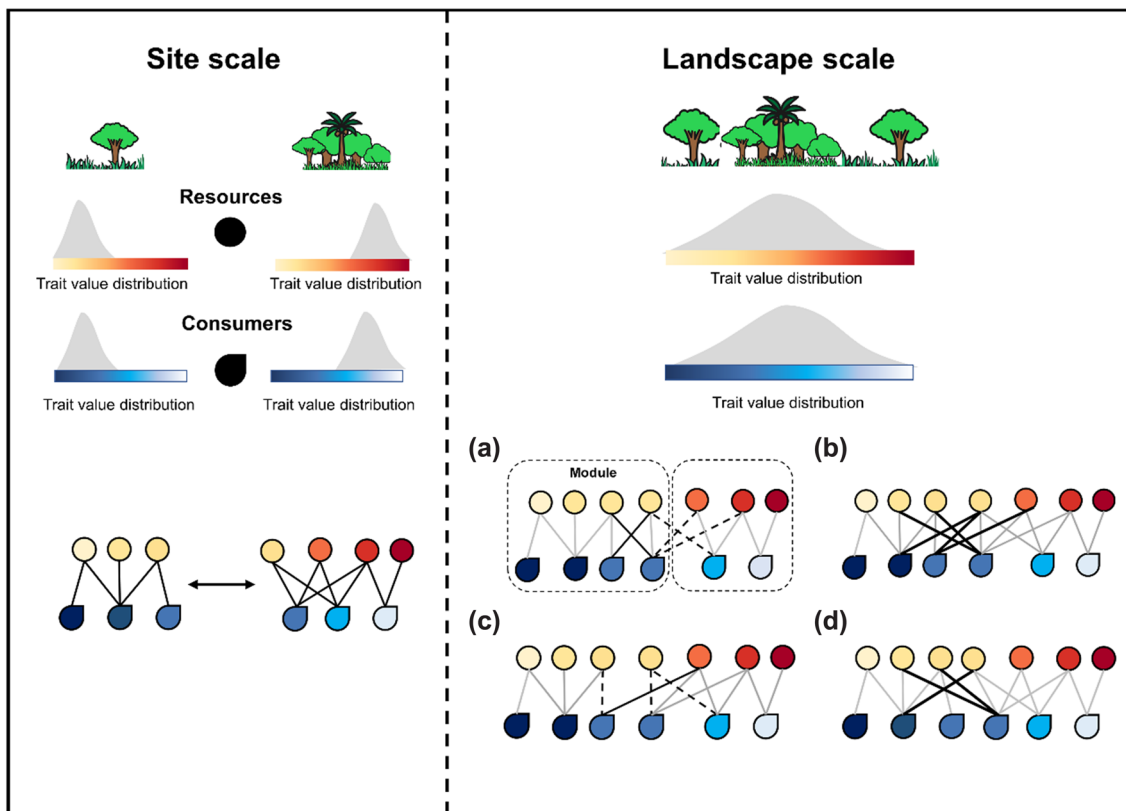 Site scale
Resources
Trait value distribution
Trait value distribution
Consumers
Trait value distribution
Trait value distribution
Landscape scale
Trait value distribution
Trait value distribution
(a)
Module
(b)
(c)
(d)